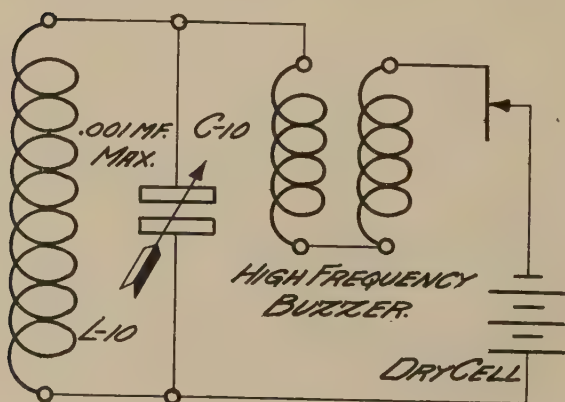 .001 MF. C-10
MAX.
L-10
HIGH FREQUENCY
BUZZER.
DRY CELL